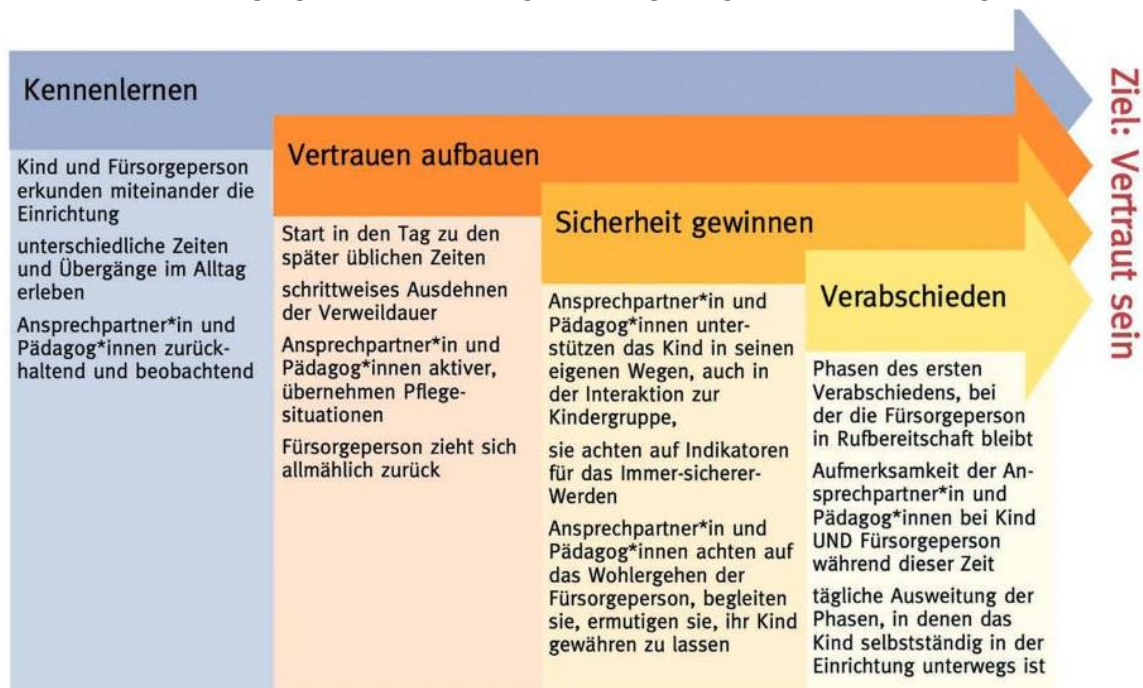 Kennenlernen
Kind und Fürsorgeperson
erkunden miteinander die
Einrichtung
unterschiedliche Zeiten
und Übergänge im Alltag
erleben
Ansprechpartner*in und
Pädagog*innen zurück-
haltend und beobachtend
Vertrauen aufbauen
Start in den Tag zu den
später üblichen Zeiten
schrittweises Ausdehnen
der Verweildauer
Ansprechpartner*in und
Pädagog*innen aktiver,
übernehmen Pflege-
situationen
Fürsorgeperson zieht sich
allmählich zurück
Sicherheit gewinnen
Ansprechpartner*in und
Pädagog*innen unter-
stützen das Kind in seinen
eigenen Wegen, auch in
der Interaktion zur
Kindergruppe,
sie achten auf Indikatoren
für das Immer-sicherer-
Werden
Ansprechpartner*in und
Pädagog*innen achten auf
das Wohlergehen der
Fürsorgeperson, begleiten
sie, ermutigen sie, ihr Kind
gewähren zu lassen
Verabschieden
Phasen des ersten
Verabschiedens, bei
der die Fürsorgeperson
in Rufbereitschaft bleibt
Aufmerksamkeit der An-
sprechpartner*in und
Pädagog*innen bei Kind
UND Fürsorgeperson
während dieser Zeit
tägliche Ausweitung der
Phasen, in denen das
Kind selbstständig in der
Einrichtung unterwegs ist
Ziel: Vertraut sein